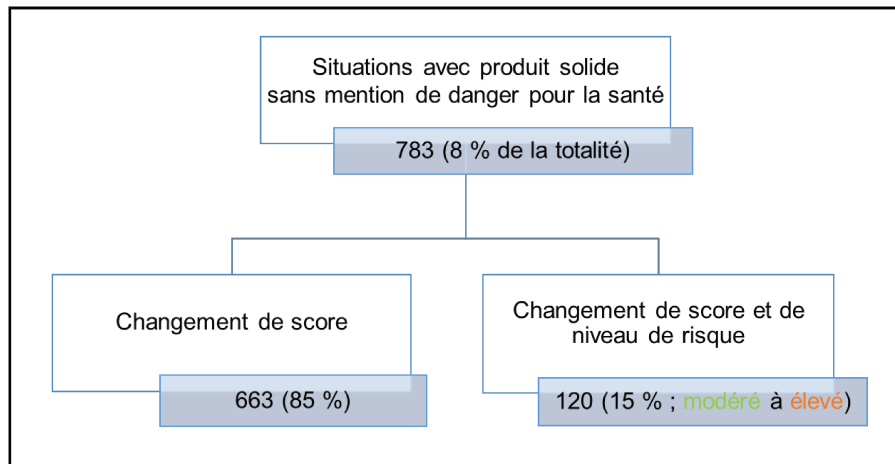 Situations avec produit solide
sans mention de danger pour la santé
783 (8 % de la totalité)
Changement de score
663 (85 %)
Changement de score et de
niveau de risque
120 (15 % ; modéré à élevé)